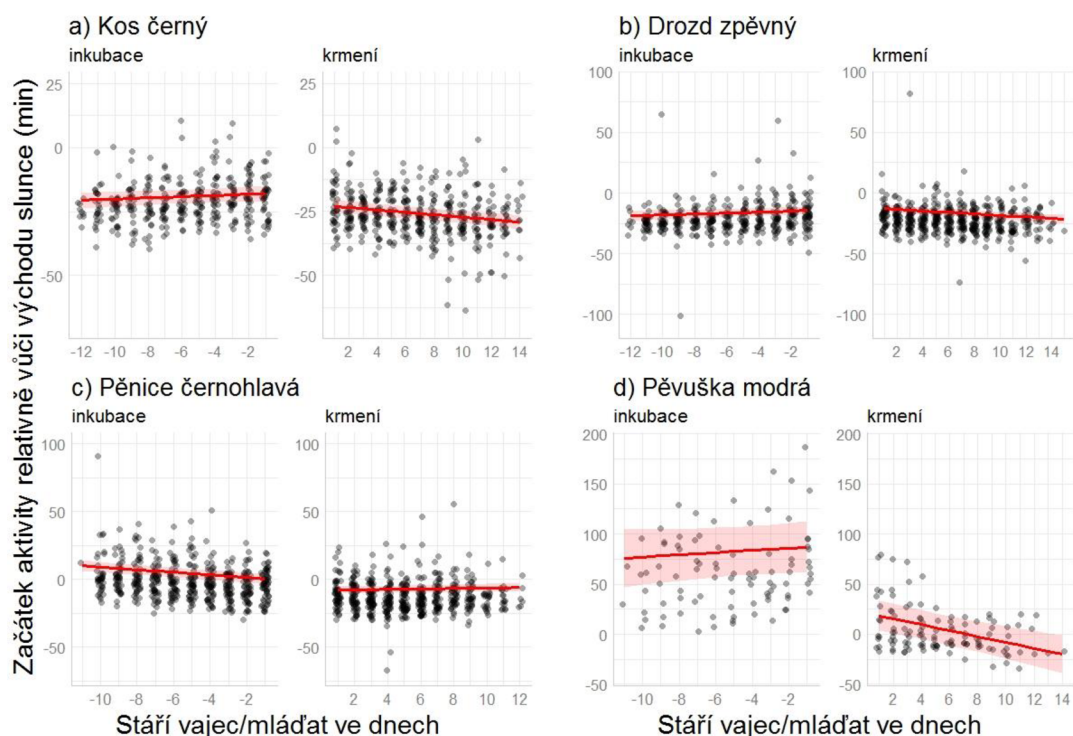 a) Kos černý
b) Drozd zpěvný
inkubace
krmení
inkubace
krmení
Začátek aktivity relativně vůči východu slunce (min)
25
0
-25
-50
-12 -10 -8 -6 -4 -2
25
0
-25
-50
2 4 6 8 10 12 14
100
50
0
-50
-100
-12 -10 -8 -6 -4 -2
100
50
0
-50
-100
2 4 6 8 10 12 14
c) Pěnice černohlavá
d) Pěvuška modrá
inkubace
krmení
inkubace
krmení
100
50
0
-50
-10 -8 -6 -4 -2
100
50
0
-50
2 4 6 8 10 12
200
150
100
50
0
-50
-10 -8 -6 -4 -2
200
150
100
50
0
-50
2 4 6 8 10 12 14
Stáří vajec/mláďat ve dnech
Stáří vajec/mláďat ve dnech